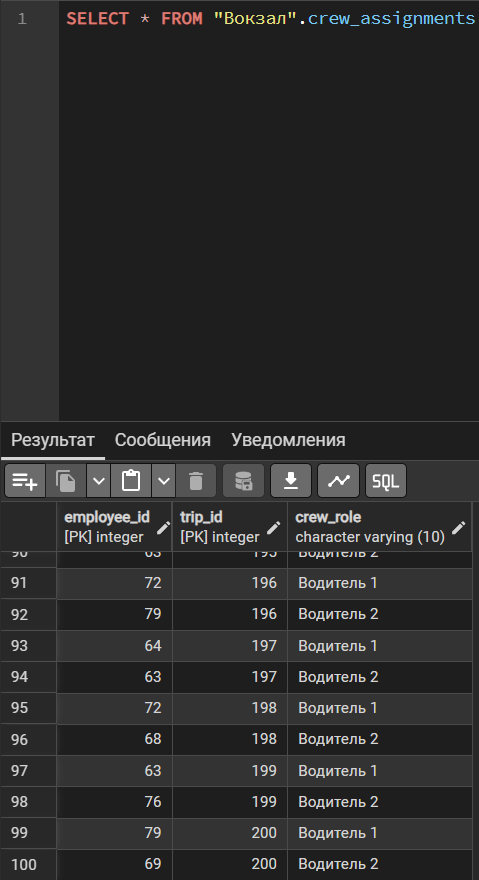 1 SELECT * FROM "Вокзал".crew_assignments
Результат Сообщения Уведомления
SQL
employee_id trip_id crew_role
[PK] integer [PK] integer character varying (10)
90 63 195 Водитель 2
91 72 196 Водитель 1
92 79 196 Водитель 2
93 64 197 Водитель 1
94 63 197 Водитель 2
95 72 198 Водитель 1
96 68 198 Водитель 2
97 63 199 Водитель 1
98 76 199 Водитель 2
99 79 200 Водитель 1
100 69 200 Водитель 2